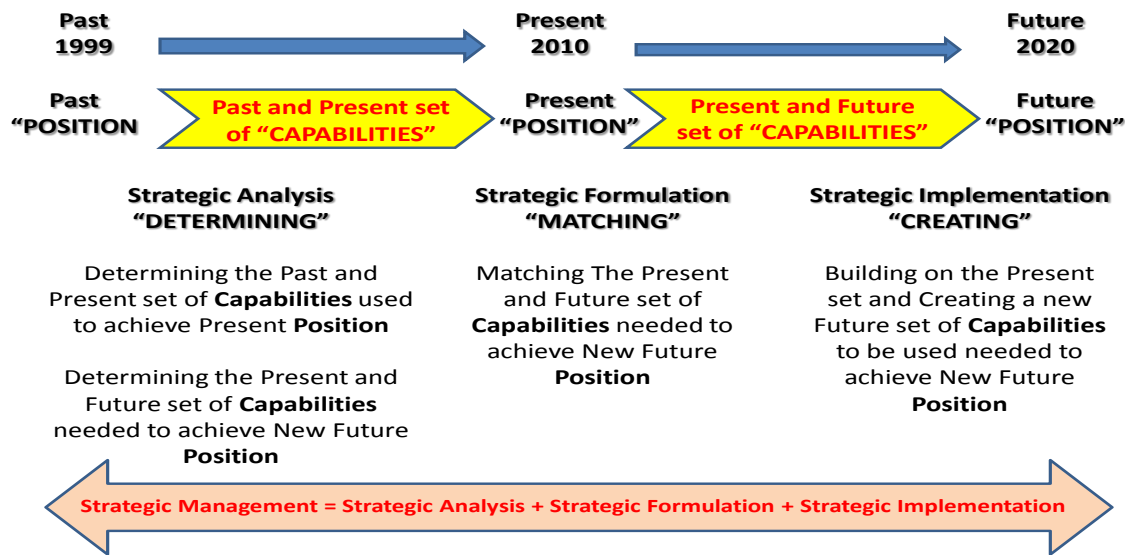 Past
1999
Present
2010
Future
2020
Past
“POSITION
Past and Present set
of “CAPABILITIES”
Present
“POSITION”
Present and Future
set of “CAPABILITIES”
Future
“POSITION”
Strategic Analysis
“DETERMINING”
Determining the Past and
Present set of Capabilities used
to achieve Present Position
Determining the Present and
Future set of Capabilities
needed to achieve New Future
Position
Strategic Formulation
“MATCHING”
Matching The Present
and Future set of
Capabilities needed to
achieve New Future
Position
Strategic Implementation
“CREATING”
Building on the Present
set and Creating a new
Future set of Capabilities
to be used needed to
achieve New Future
Position
Strategic Management = Strategic Analysis + Strategic Formulation + Strategic Implementation